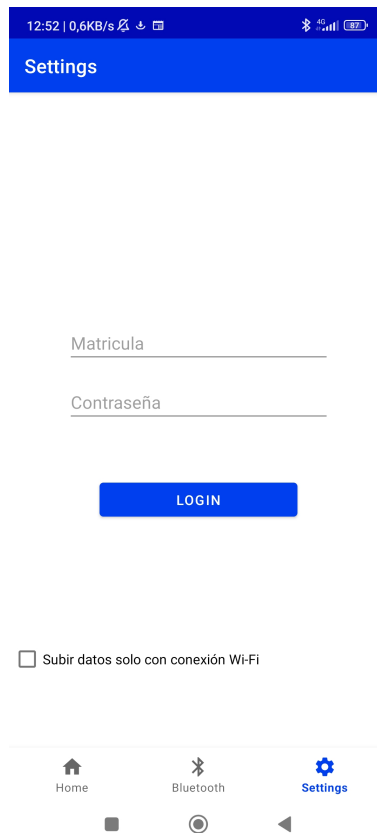 12:52 | 0,6KB/s 4G 87
Settings
Matricula
Contraseña
LOGIN
Subir datos solo con conexión Wi-Fi
Home Bluetooth Settings